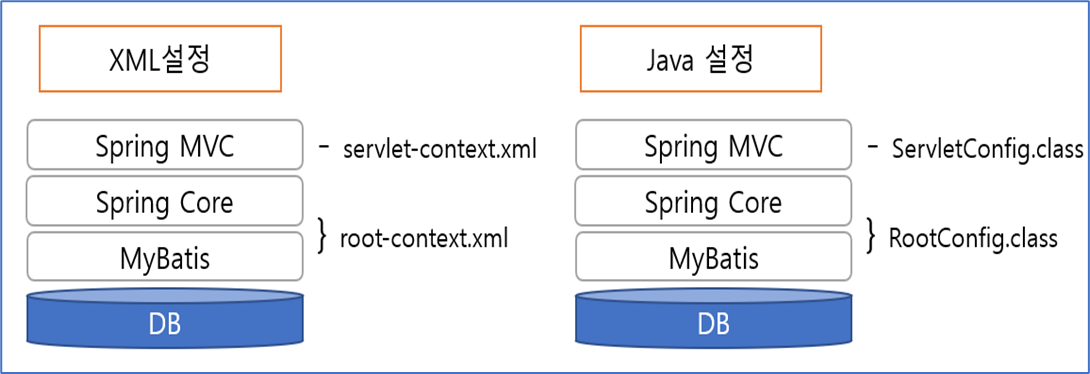 XML설정
Spring MVC
- servlet-context.xml
Spring Core
} root-context.xml
MyBatis
DB
Java 설정
Spring MVC
- ServletConfig.class
Spring Core
} RootConfig.class
MyBatis
DB